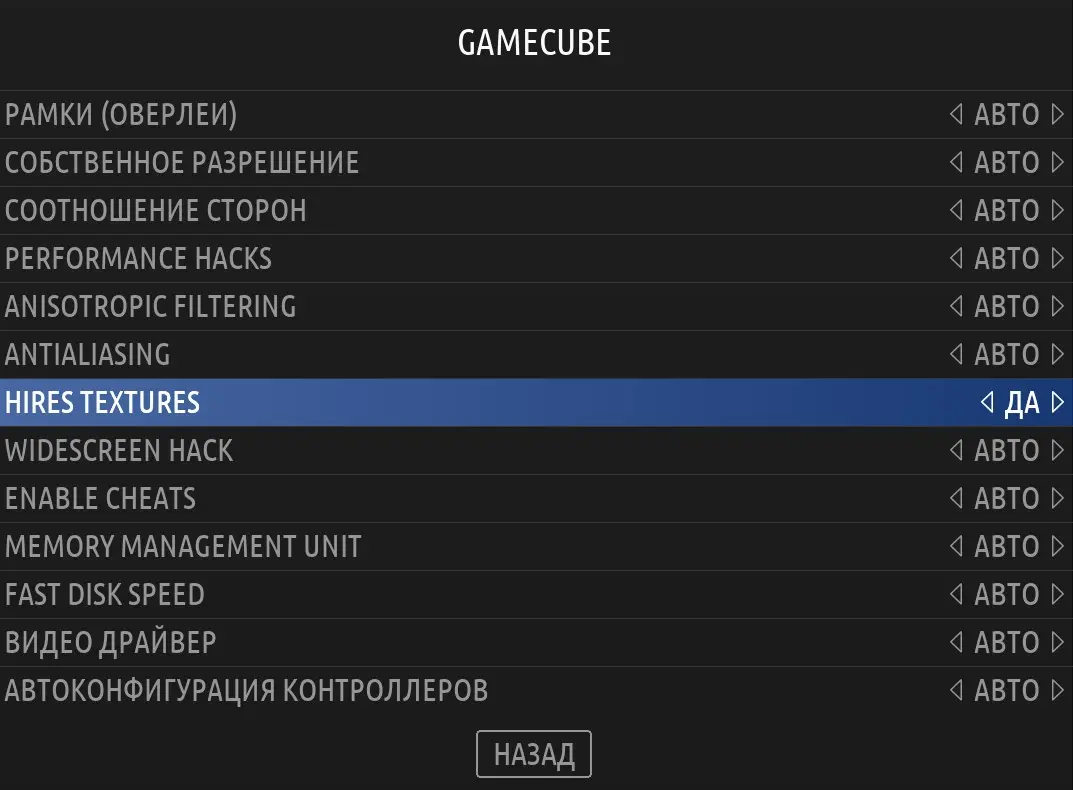 GAMECUBE
РАМКИ (ОВЕРЛЕИ) АВТО
СОБСТВЕННОЕ РАЗРЕШЕНИЕ АВТО
СООТНОШЕНИЕ СТОРОН АВТО
PERFORMANCE HACKS АВТО
ANISOTROPIC FILTERING АВТО
ANTIALIASING АВТО
HIRES TEXTURES ДА
WIDESCREEN HACK АВТО
ENABLE CHEATS АВТО
MEMORY MANAGEMENT UNIT АВТО
FAST DISK SPEED АВТО
ВИДЕО ДРАЙВЕР АВТО
АВТОКОНФИГУРАЦИЯ КОНТРОЛЛЕРОВ АВТО
НАЗАД